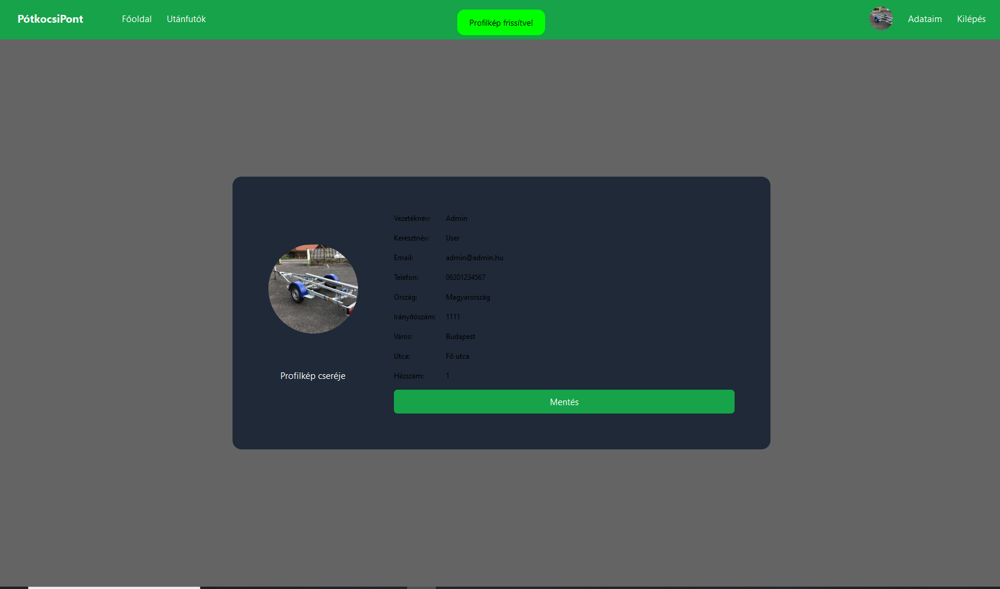 PótkocsiPont Főoldal Utánfutók Profilkép frissítve! Adataim Kilépés
Vezetéknév: Admin
Keresztnév: User
Email: admin@admin.hu
Telefon: 06201234567
Ország: Magyarország
Irányítószám: 1111
Város: Budapest
Utca: Fő utca
Házszám: 1
Profilkép cseréje
Mentés